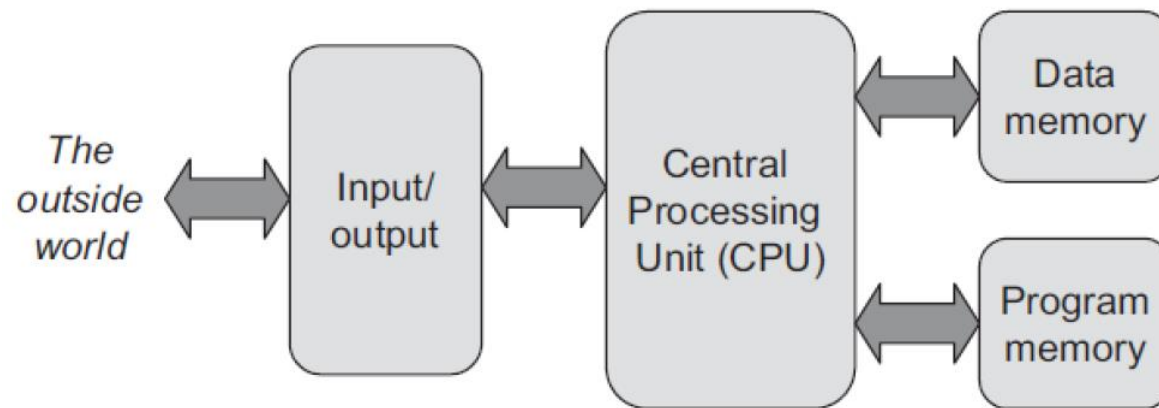 The
outside
world
Input/
output
Central
Processing
Unit (CPU)
Data
memory
Program
memory